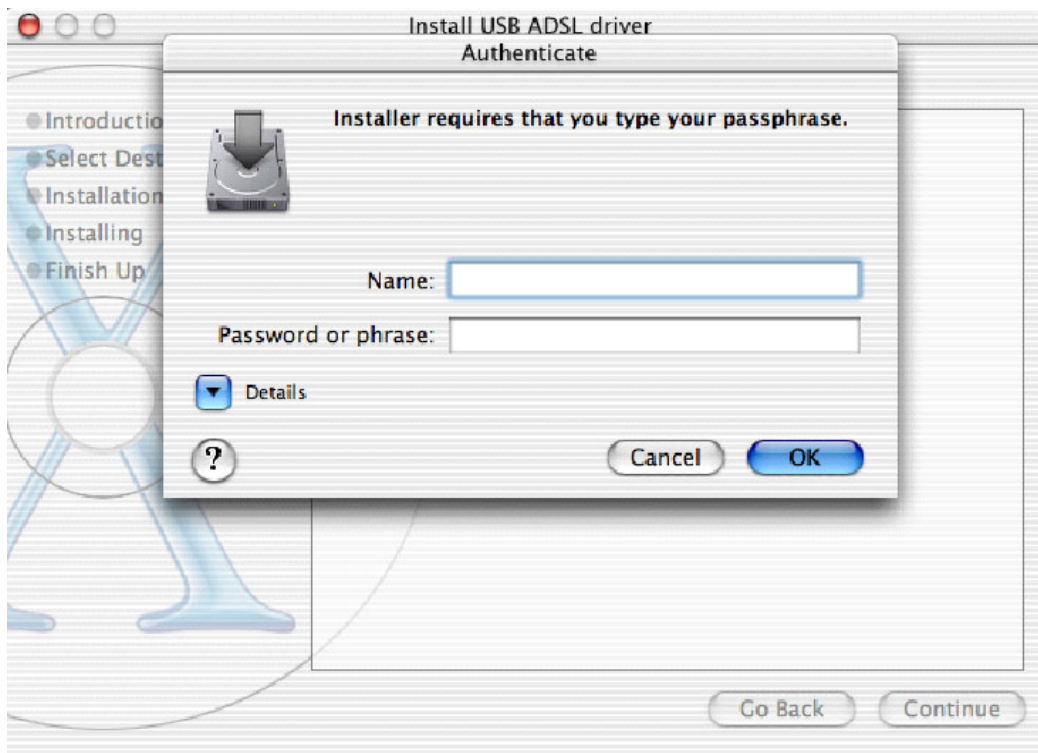 Install USB ADSL driver
Authenticate
Installer requires that you type your passphrase.
Introductio
Select Dest
Installation
Installing
Finish Up
Name:
Password or phrase:
Details
?
Cancel
OK
Go Back
Continue